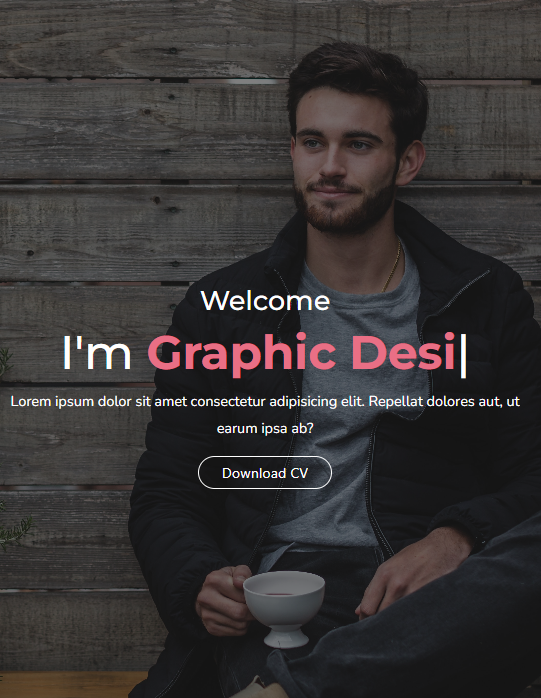 Welcome
I'm Graphic Desi|
Lorem ipsum dolor sit amet consectetur adipisicing elit. Repellat dolores aut, ut
earum ipsa ab?
Download CV